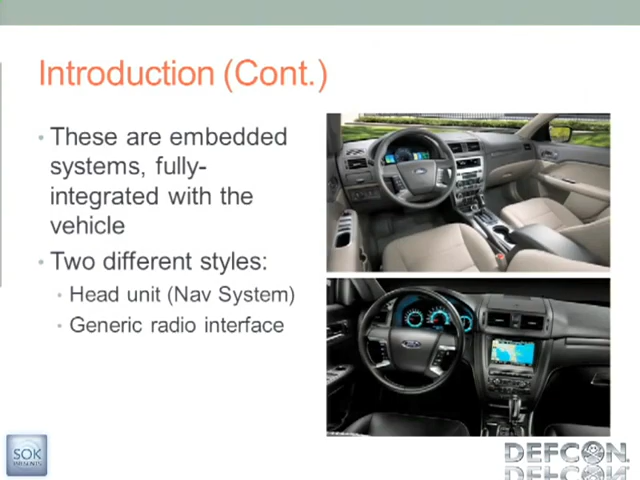 Introduction (Cont.)
• These are embedded
systems, fully-
integrated with the
vehicle
• Two different styles:
• Head unit (Nav System)
• Generic radio interface
SOK
DEFCON